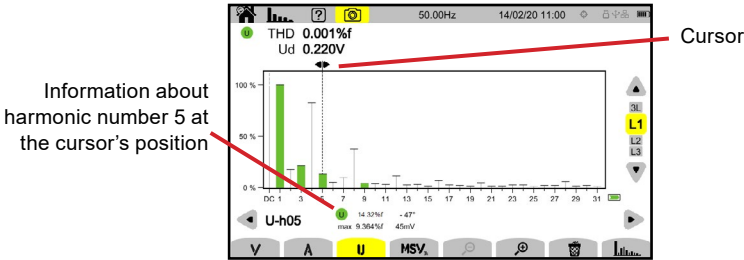 ?
50.00Hz
14/02/20 11:00
U
THD 0.001%f
Ud 0.220V
Cursor
Information about
harmonic number 5 at
the cursor's position
100 %
50 %
0 %
DC 1 3 5 7 9 11 13 15 17 19 21 23 25 27 29 31
3L
L1
L2
L3
U-h05
U 14.32%f - 47°
max 9.364%f 45mV
V
A
U
MSV